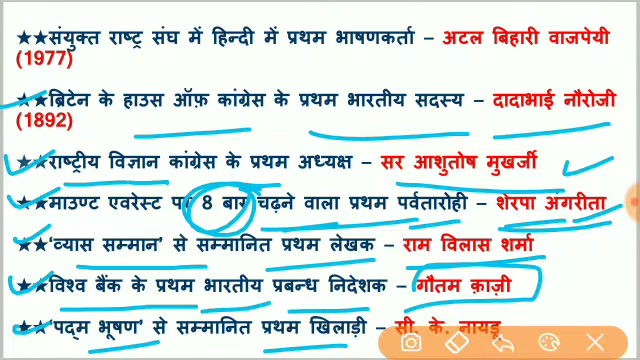 ★★संयुक्त राष्ट्र संघ में हिन्दी में प्रथम भाषणकर्ता – अटल बिहारी वाजपेयी
(1977)
★★ब्रिटेन के हाउस ऑफ़ कांग्रेस के प्रथम भारतीय सदस्य – दादाभाई नौरोजी
(1892)
★★राष्ट्रीय विज्ञान कांग्रेस के प्रथम अध्यक्ष – सर आशुतोष मुखर्जी
★★माउण्ट एवरेस्ट पर 8 बार चढ़ने वाला प्रथम पर्वतारोही – शेरपा अंगरीता
★★'व्यास सम्मान' से सम्मानित प्रथम लेखक – राम विलास शर्मा
★★विश्व बैंक के प्रथम भारतीय प्रबन्ध निदेशक – गौतम क़ाज़ी
★★'पद्म भूषण' से सम्मानित प्रथम खिलाड़ी – सी. के. नायडू